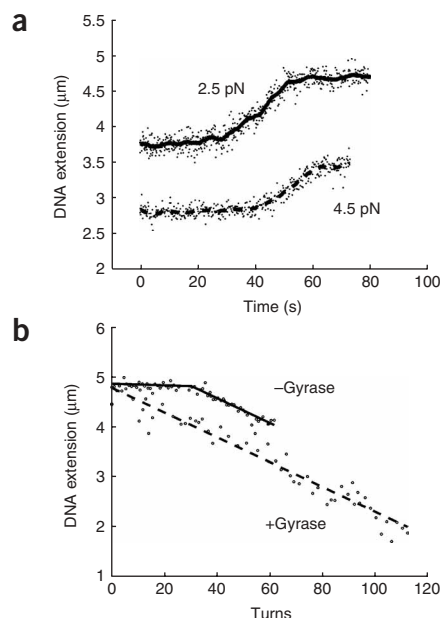 a
DNA extension (μm)
5
4.5
4
3.5
3
2.5
2
2.5 pN
4.5 pN
0 20 40 60 80 100
Time (s)
b
DNA extension (μm)
6
5
4
3
2
1
–Gyrase
+Gyrase
0 20 40 60 80 100 120
Turns